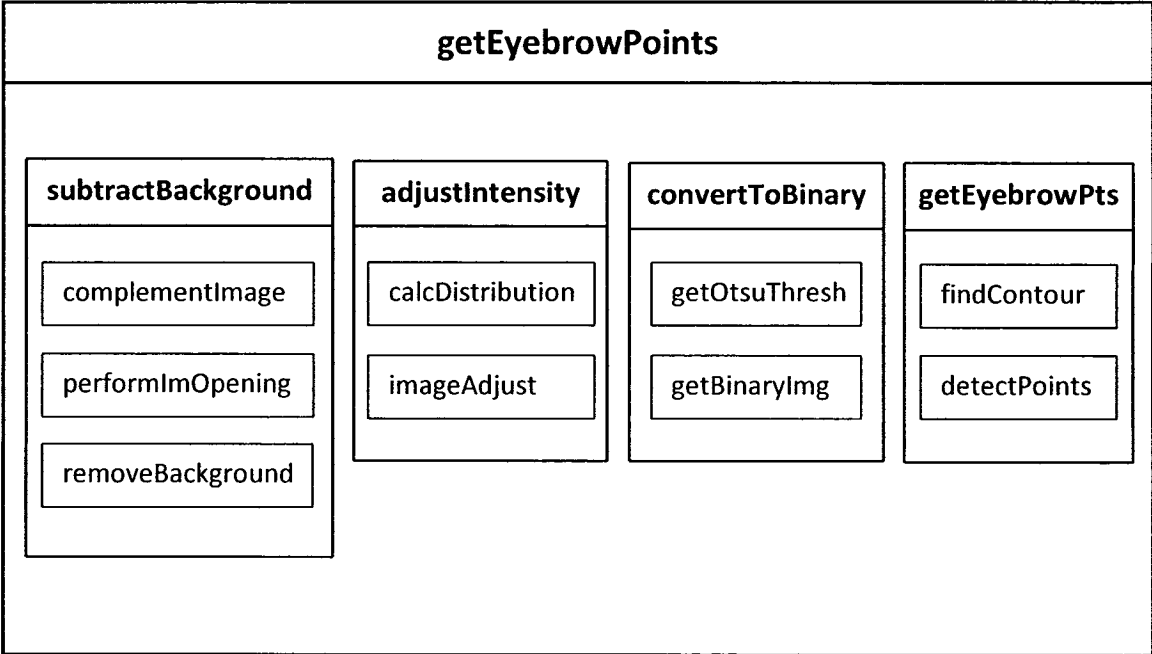 getEyebrowPoints
subtractBackground
complementImage
performImOpening
removeBackground
adjustIntensity
calcDistribution
imageAdjust
convertToBinary
getOtsuThresh
getBinaryImg
getEyebrowPts
findContour
detectPoints